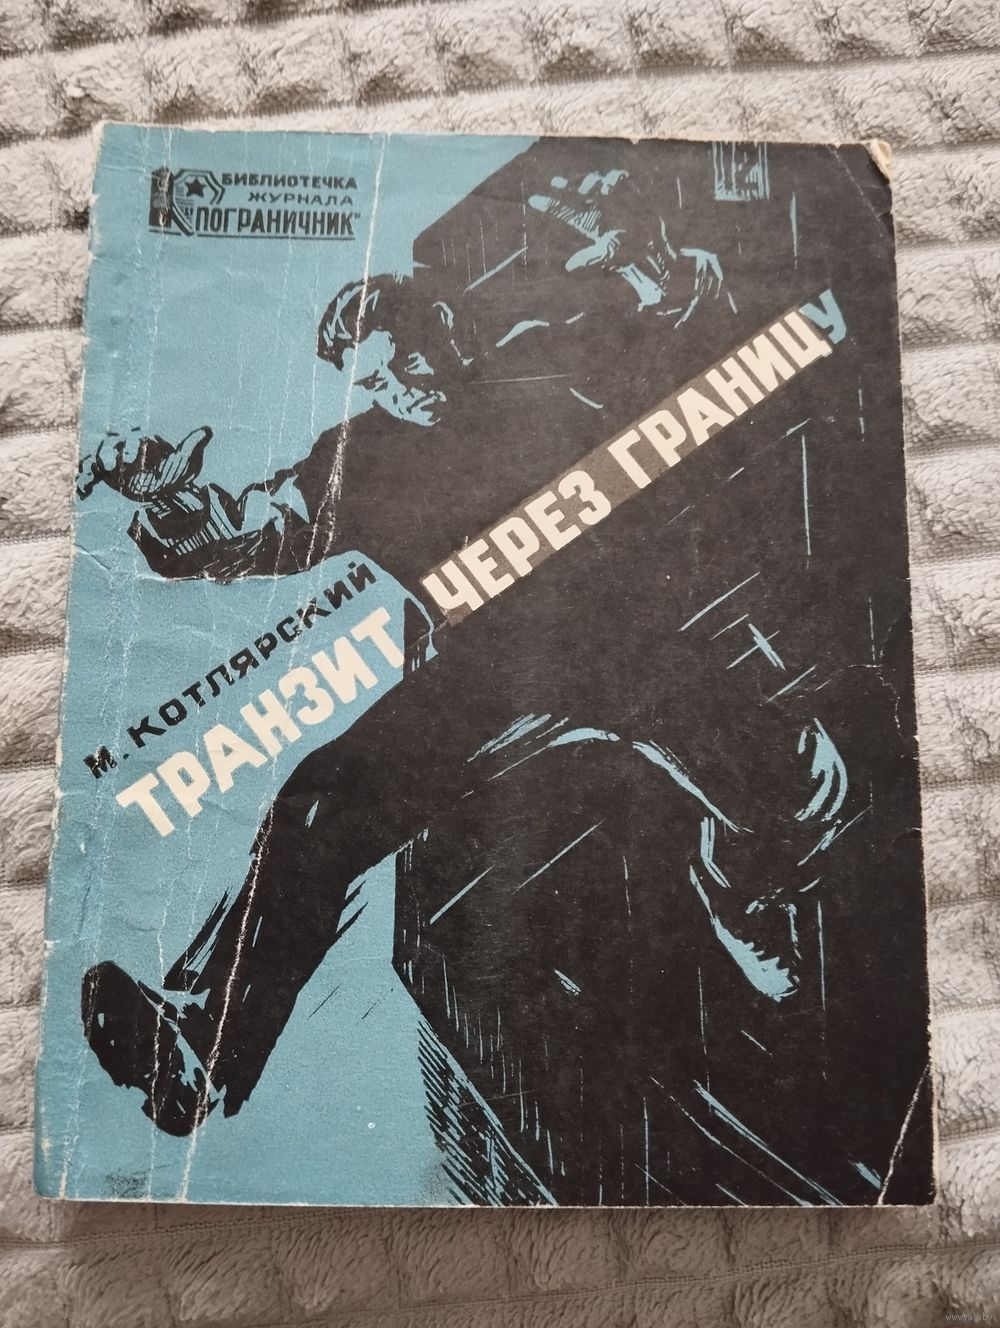 БИБЛИОТЕЧКА
ЖУРНАЛА
"ПОГРАНИЧНИК"
М. КОТЛЯРСКИЙ
ТРАНЗИТ
ЧЕРЕЗ ГРАНИЦУ